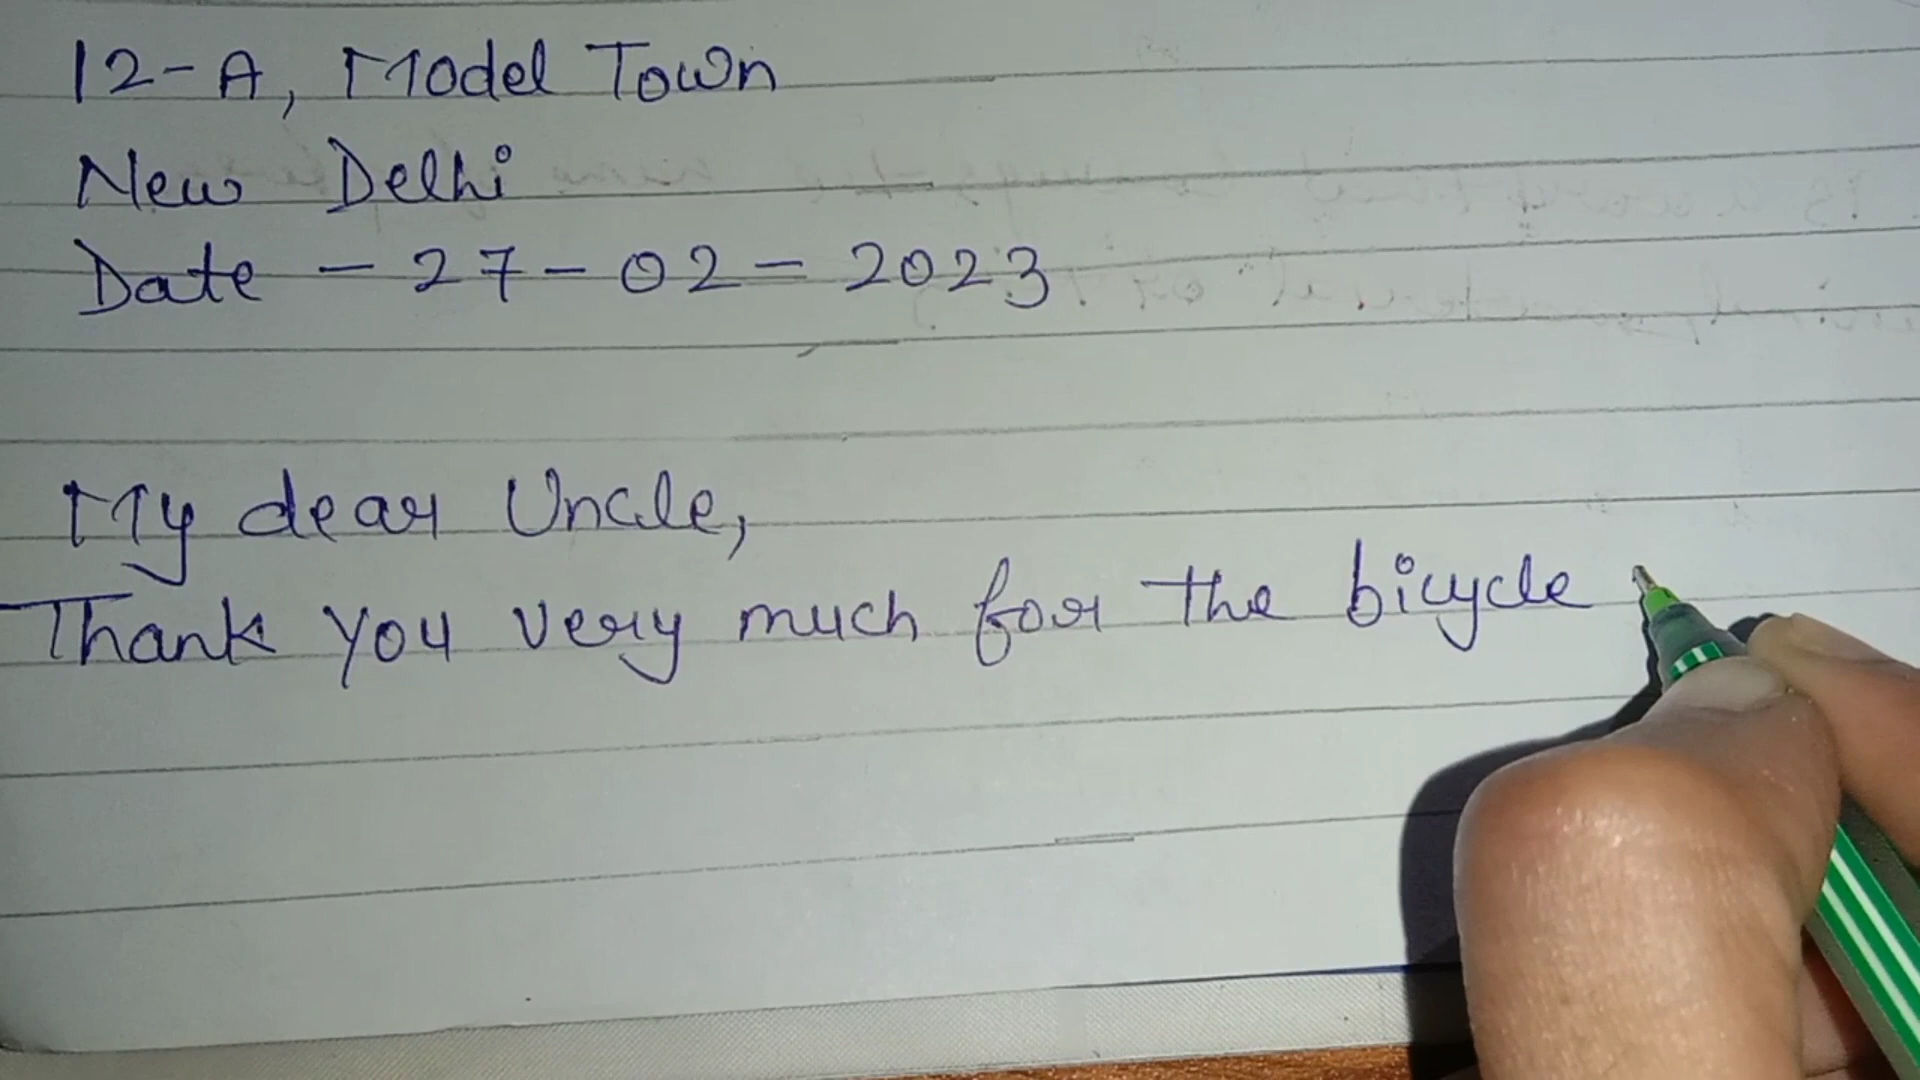 12-A, Model Town
New Delhi
Date - 27-02-2023
My dear Uncle,
Thank you very much for the bicycle